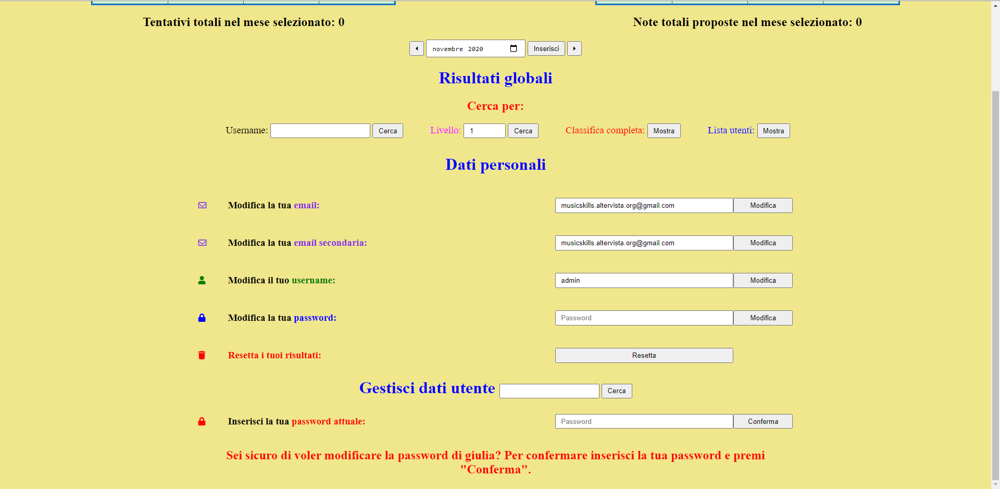 Tentativi totali nel mese selezionato: 0
Note totali proposte nel mese selezionato: 0
novembre 2020 Inserisci
Risultati globali
Cerca per:
Username: Cerca Livello: 1 Cerca Classifica completa: Mostra Lista utenti: Mostra
Dati personali
Modifica la tua email: musicskills.altervista.org@gmail.com Modifica
Modifica la tua email secondaria: musicskills.altervista.org@gmail.com Modifica
Modifica il tuo username: admin Modifica
Modifica la tua password: Password Modifica
Resetta i tuoi risultati: Resetta
Gestisci dati utente Cerca
Inserisci la tua password attuale: Password Conferma
Sei sicuro di voler modificare la password di giulia? Per confermare inserisci la tua password e premi
"Conferma".